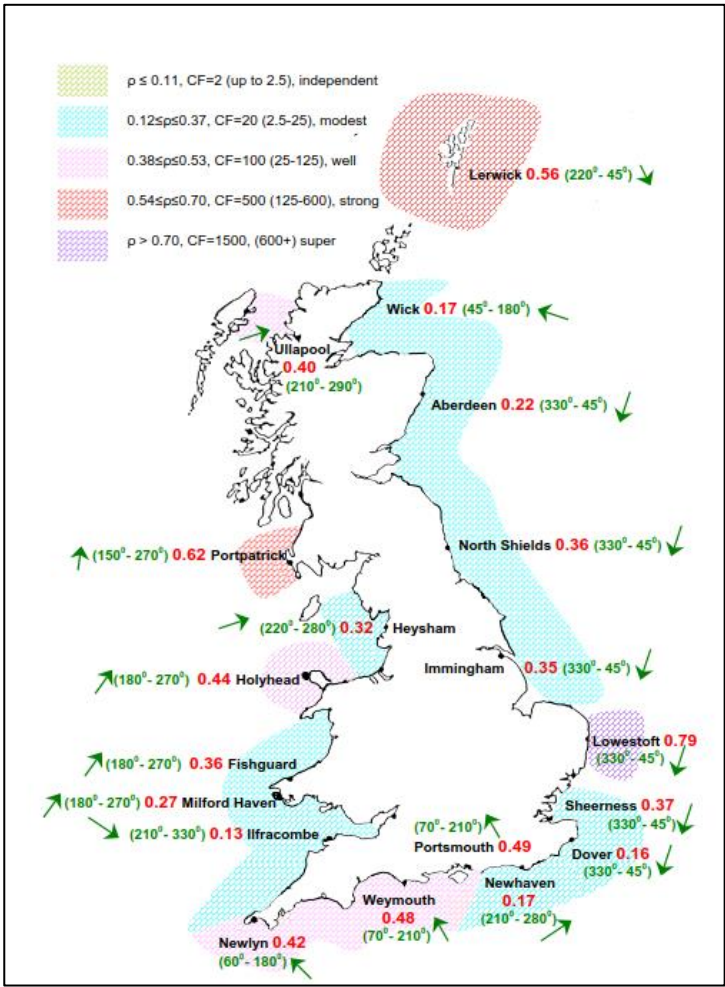 ρ ≤ 0.11, CF=2 (up to 2.5), independent
0.12≤ρ≤0.37, CF=20 (2.5-25), modest
0.38≤ρ≤0.53, CF=100 (25-125), well
0.54≤ρ≤0.70, CF=500 (125-600), strong
ρ > 0.70, CF=1500, (600+) super
Lerwick 0.56 (220⁰- 45⁰)
Wick 0.17 (45⁰- 180⁰)
Ullapool
0.40
(210⁰- 290⁰)
Aberdeen 0.22 (330⁰- 45⁰)
North Shields 0.36 (330⁰- 45⁰)
(150⁰- 270⁰) 0.62 Portpatrick
(220⁰- 280⁰) 0.32 Heysham
Immingham 0.35 (330⁰- 45⁰)
(180⁰- 270⁰) 0.44 Holyhead
Lowestoft 0.79
(330⁰- 45⁰)
(180⁰- 270⁰) 0.36 Fishguard
(180⁰- 270⁰) 0.27 Milford Haven
(210⁰- 330⁰) 0.13 Ilfracombe
Sheerness 0.37
(330⁰- 45⁰)
(70⁰- 210⁰)
Portsmouth 0.49
Dover 0.16
(330⁰- 45⁰)
Newhaven
0.17
(210⁰- 280⁰)
Weymouth
0.48
(70⁰- 210⁰)
Newlyn 0.42
(60⁰- 180⁰)